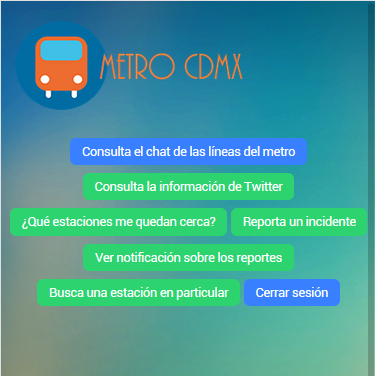 METRO CDMX
Consulta el chat de las líneas del metro
Consulta la información de Twitter
¿Qué estaciones me quedan cerca? Reporta un incidente
Ver notificación sobre los reportes
Busca una estación en particular Cerrar sesión